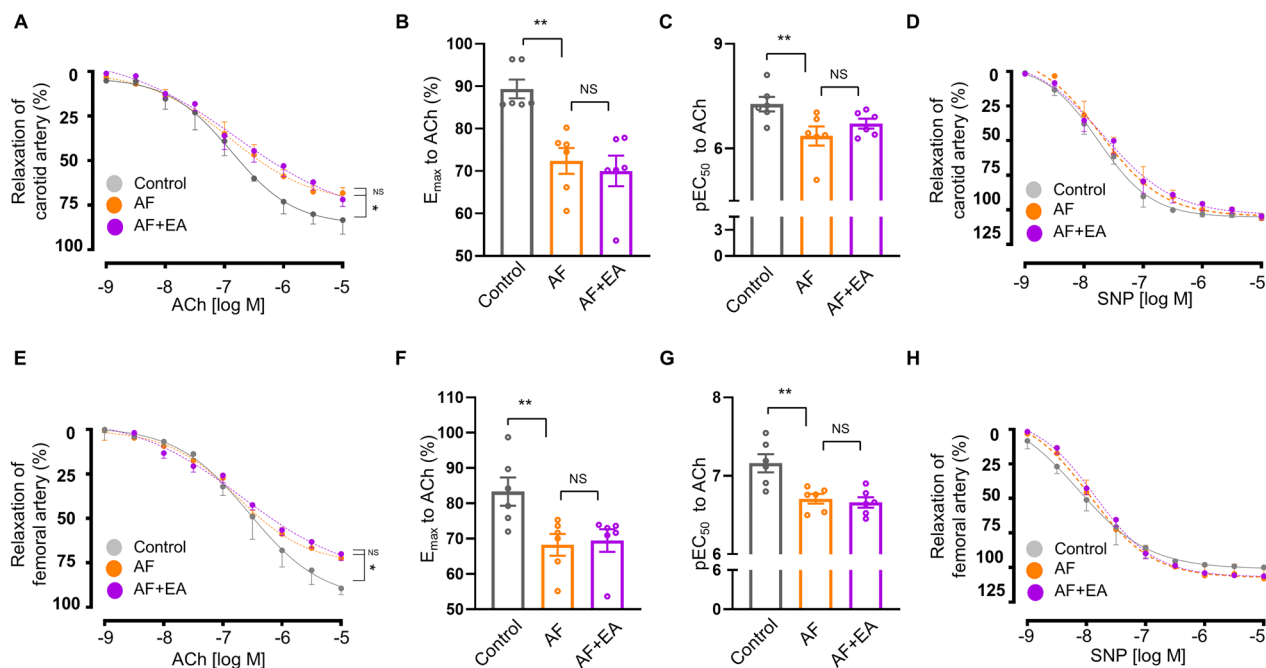 A
Relaxation of
carotid artery (%)
0
25
50
75
100
Control
AF
AF+EA
NS
*
-9 -8 -7 -6 -5
ACh [log M]
B
**
NS
Emax to ACh (%)
100
90
80
70
60
50
Control AF AF+EA
C
**
NS
pEC50 to ACh
9
6
3
0
Control AF AF+EA
D
Relaxation of
carotid artery (%)
0
25
50
75
100
125
Control
AF
AF+EA
-9 -8 -7 -6 -5
SNP [log M]
E
Relaxation of
femoral artery (%)
0
25
50
75
100
Control
AF
AF+EA
NS
*
-9 -8 -7 -6 -5
ACh [log M]
F
**
NS
Emax to ACh (%)
110
100
90
80
70
60
50
Control AF AF+EA
G
**
NS
pEC50 to ACh
8
7
6
6
0
Control AF AF+EA
H
Relaxation of
femoral artery (%)
0
25
50
75
100
125
Control
AF
AF+EA
-9 -8 -7 -6 -5
SNP [log M]